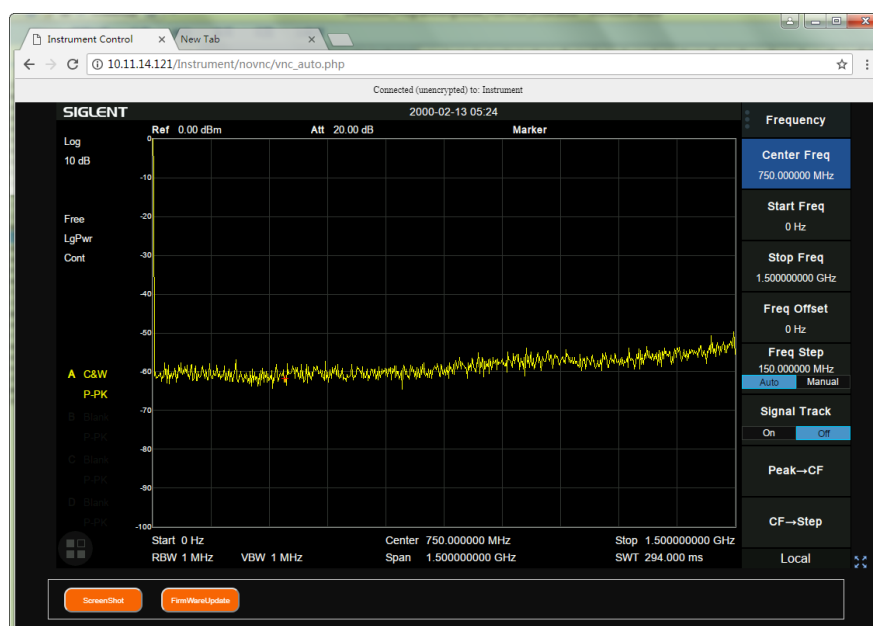 Instrument Control
New Tab
10.11.14.121/Instrument/novnc/vnc_auto.php
Connected (unencrypted) to: Instrument
SIGLENT
2000-02-13 05:24
Ref 0.00 dBm
Att 20.00 dB
Marker
Log
10 dB
Free
LgPwr
Cont
A C&W
P-PK
B Blank
P-PK
C Blank
P-PK
D Blank
P-PK
0
-10
-20
-30
-40
-50
-60
-70
-80
-90
-100
Start 0 Hz
Center 750.000000 MHz
Stop 1.500000000 GHz
RBW 1 MHz
VBW 1 MHz
Span 1.500000000 GHz
SWT 294.000 ms
Frequency
Center Freq
750.000000 MHz
Start Freq
0 Hz
Stop Freq
1.500000000 GHz
Freq Offset
0 Hz
Freq Step
150.000000 MHz
Auto Manual
Signal Track
On Off
Peak→CF
CF→Step
Local
ScreenShot
FirmWareUpdate